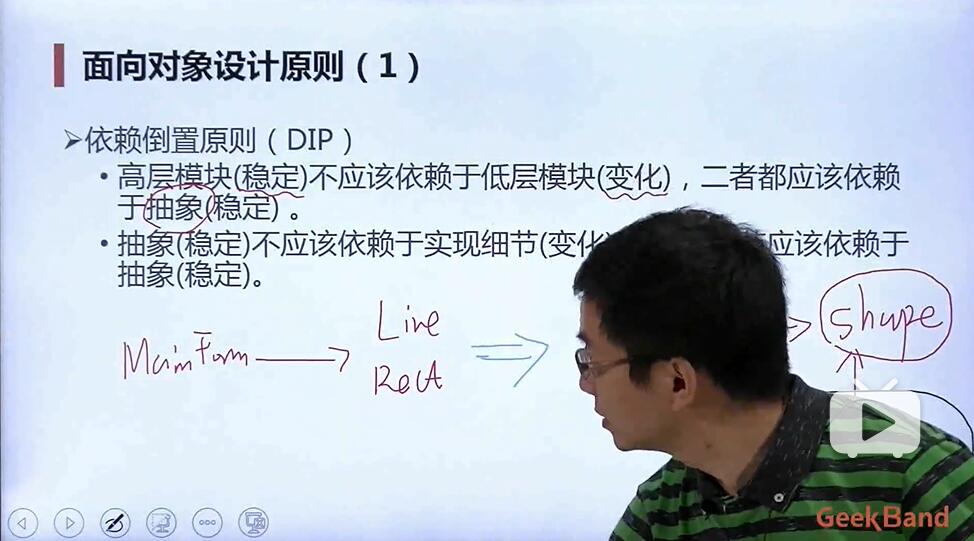 面向对象设计原则（1）
➢依赖倒置原则（DIP）
• 高层模块(稳定)不应该依赖于低层模块(变化)，二者都应该依赖
于抽象(稳定) 。
• 抽象(稳定)不应该依赖于实现细节(变化 应该依赖于
抽象(稳定)。
MainForm
Line
Rect
shape
GeekBand